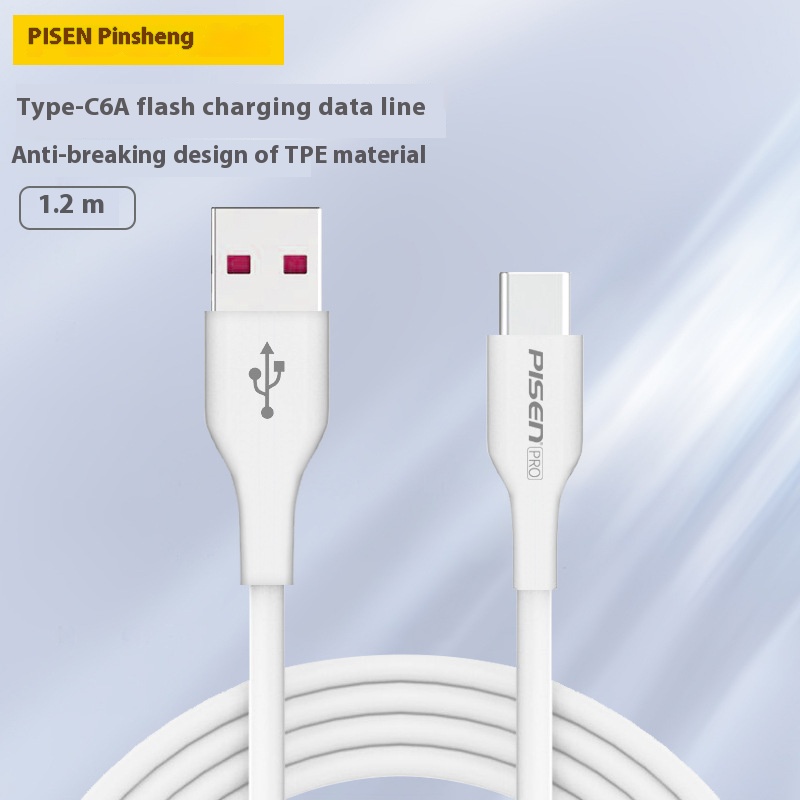 PISEN Pinsheng
Type-C6A flash charging data line
Anti-breaking design of TPE material
1.2 m
PISEN
PRO